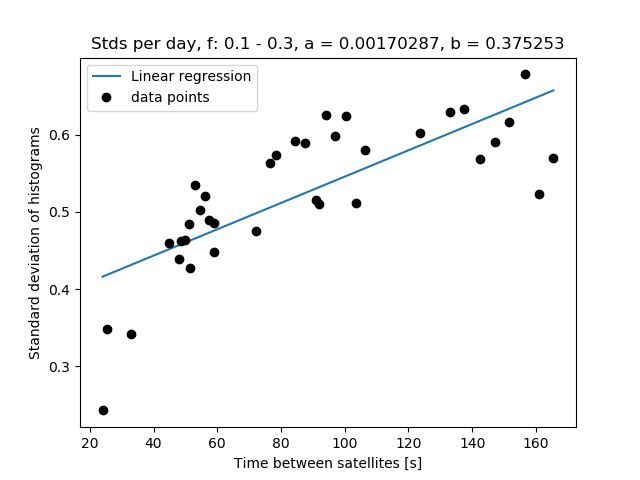 Stds per day, f: 0.1 - 0.3, a = 0.00170287, b = 0.375253
Linear regression
data points
Standard deviation of histograms
0.6
0.5
0.4
0.3
20 40 60 80 100 120 140 160
Time between satellites [s]